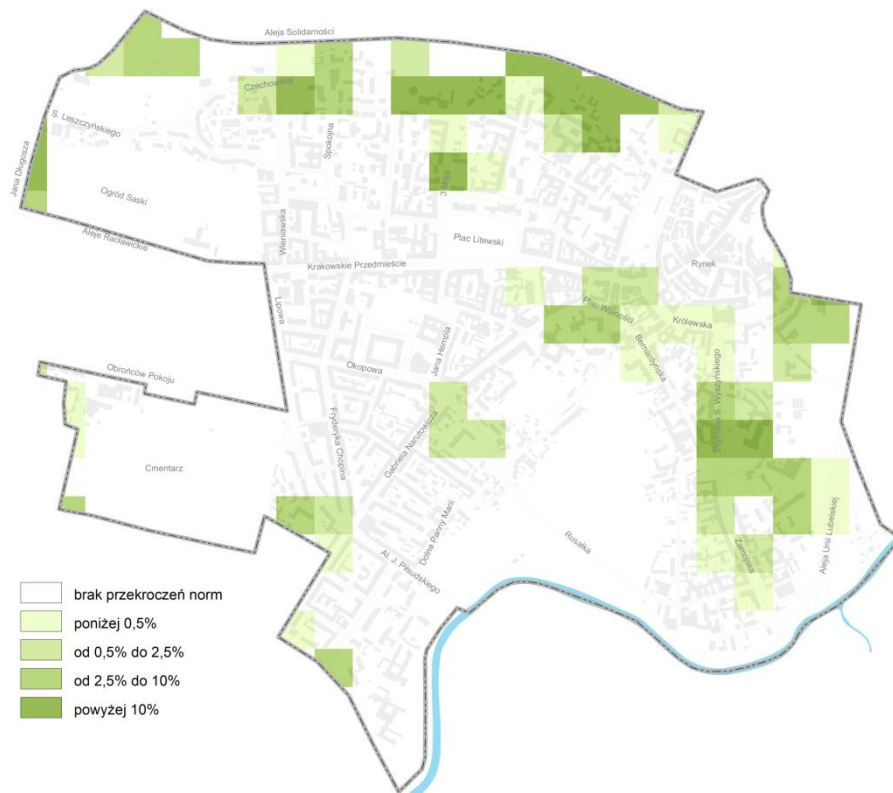 Aleja Solidarności
Czechowska
S. Leszczyńskiego
Spokojna
Jana Długosza
3 Maja
Ogród Saski
Wieniawska
Aleje Racławickie
Plac Litewski
Krakowskie Przedmieście
Rynek
Lipowa
Plac Wolności
Królewska
Bernardyńska
Jana Hempla
Okopowa
Obrońców Pokoju
Prymasa S. Wyszyńskiego
Fryderyka Chopina
Gabriela Narutowicza
Cmentarz
Dolna Panny Marii
Rusałka
Zamojska
Aleja Unii Lubelskiej
Al. J. Piłsudskiego
brak przekroczeń norm
poniżej 0,5%
od 0,5% do 2,5%
od 2,5% do 10%
powyżej 10%